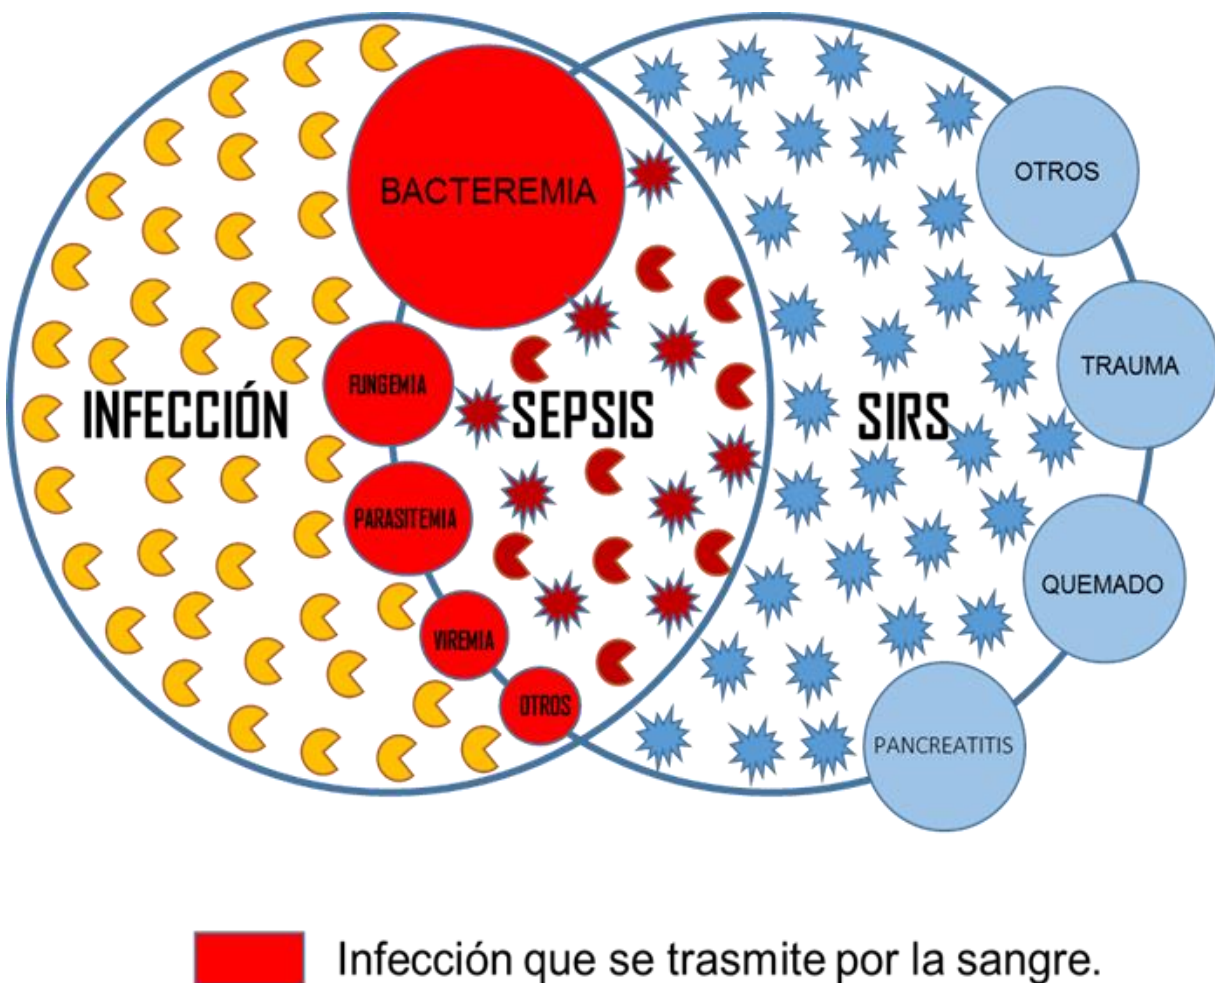 BACTEREMIA
OTROS
TRAUMA
FUNGEMIA
INFECCIÓN
SEPSIS
SIRS
PARASITEMIA
QUEMADO
VIREMIA
OTROS
PANCREATITIS
Infección que se trasmite por la sangre.